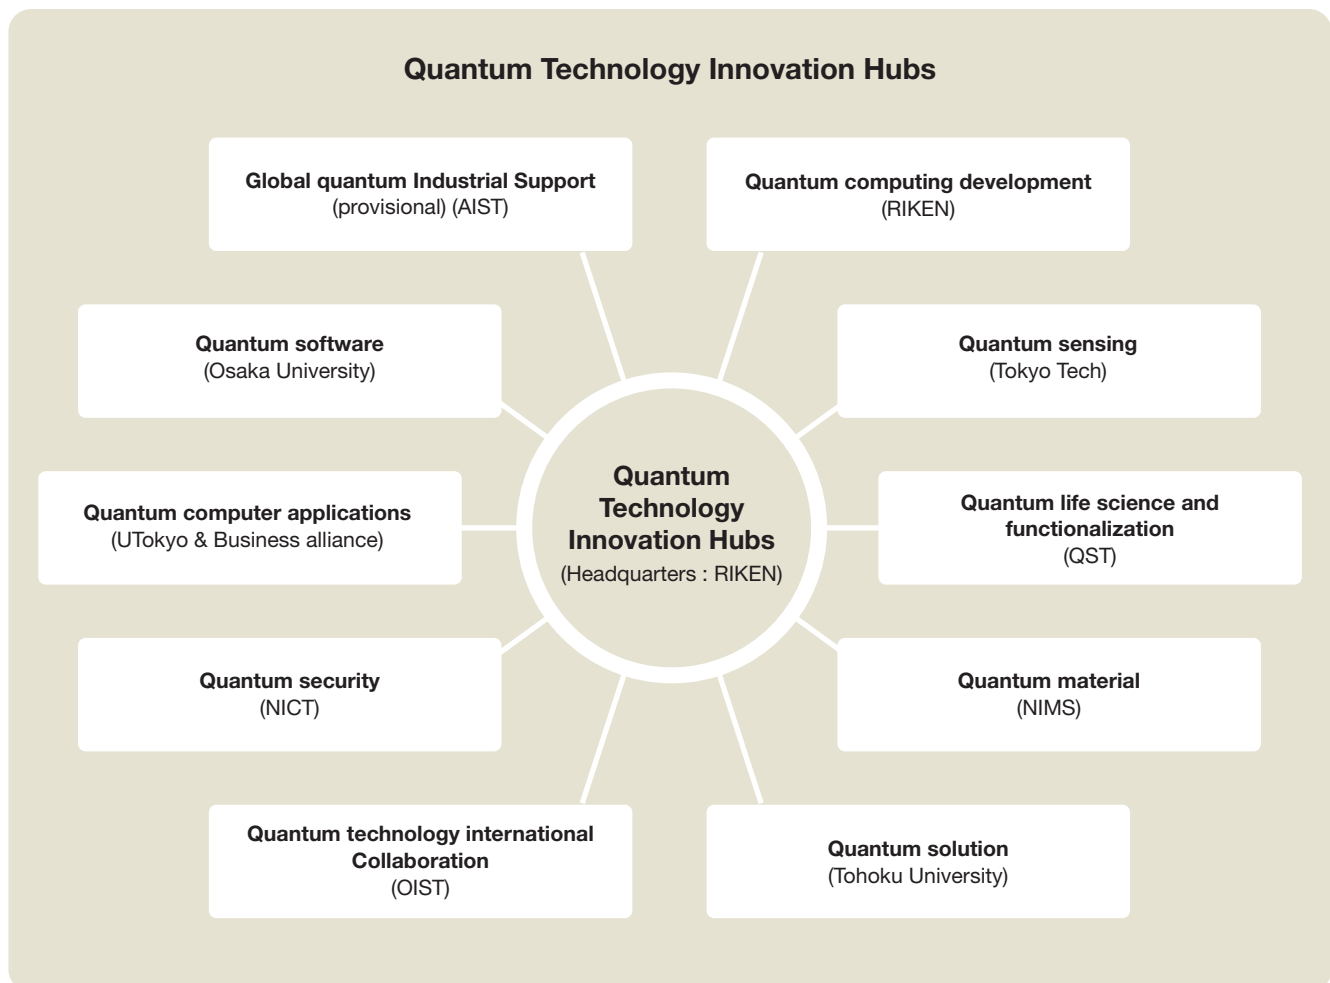 Quantum Technology Innovation Hubs
Global quantum Industrial Support
(provisional) (AIST)
Quantum computing development
(RIKEN)
Quantum software
(Osaka University)
Quantum sensing
(Tokyo Tech)
Quantum computer applications
(UTokyo & Business alliance)
Quantum
Technology
Innovation Hubs
(Headquarters : RIKEN)
Quantum life science and
functionalization
(QST)
Quantum security
(NICT)
Quantum material
(NIMS)
Quantum technology international
Collaboration
(OIST)
Quantum solution
(Tohoku University)